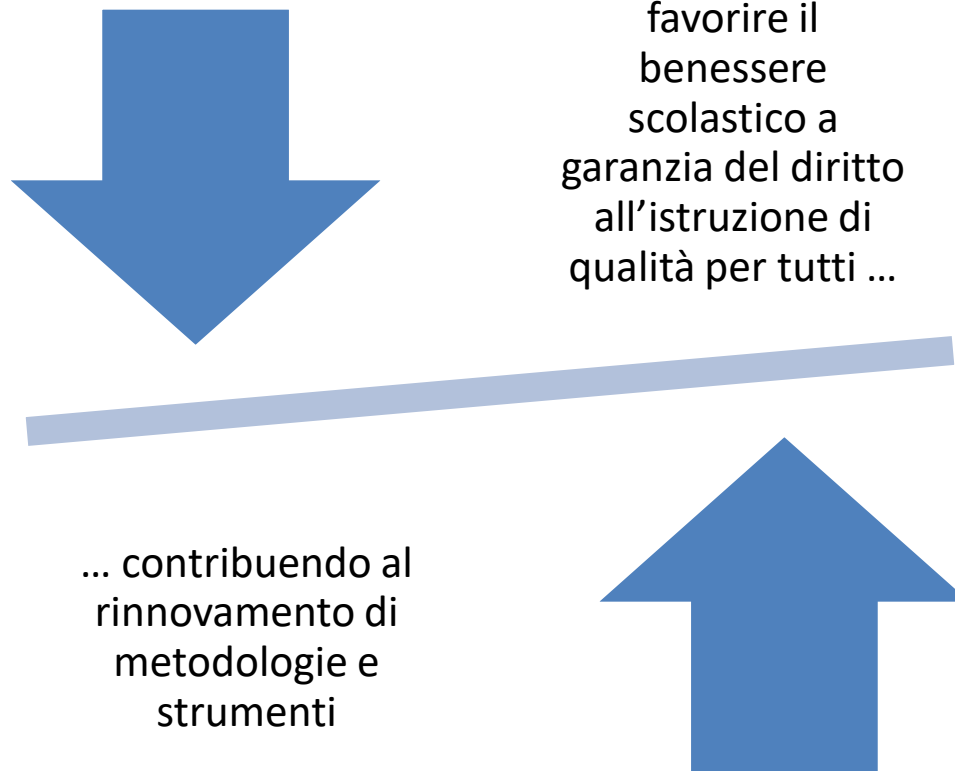 favorire il
benessere
scolastico a
garanzia del diritto
all’istruzione di
qualità per tutti …
… contribuendo al
rinnovamento di
metodologie e
strumenti